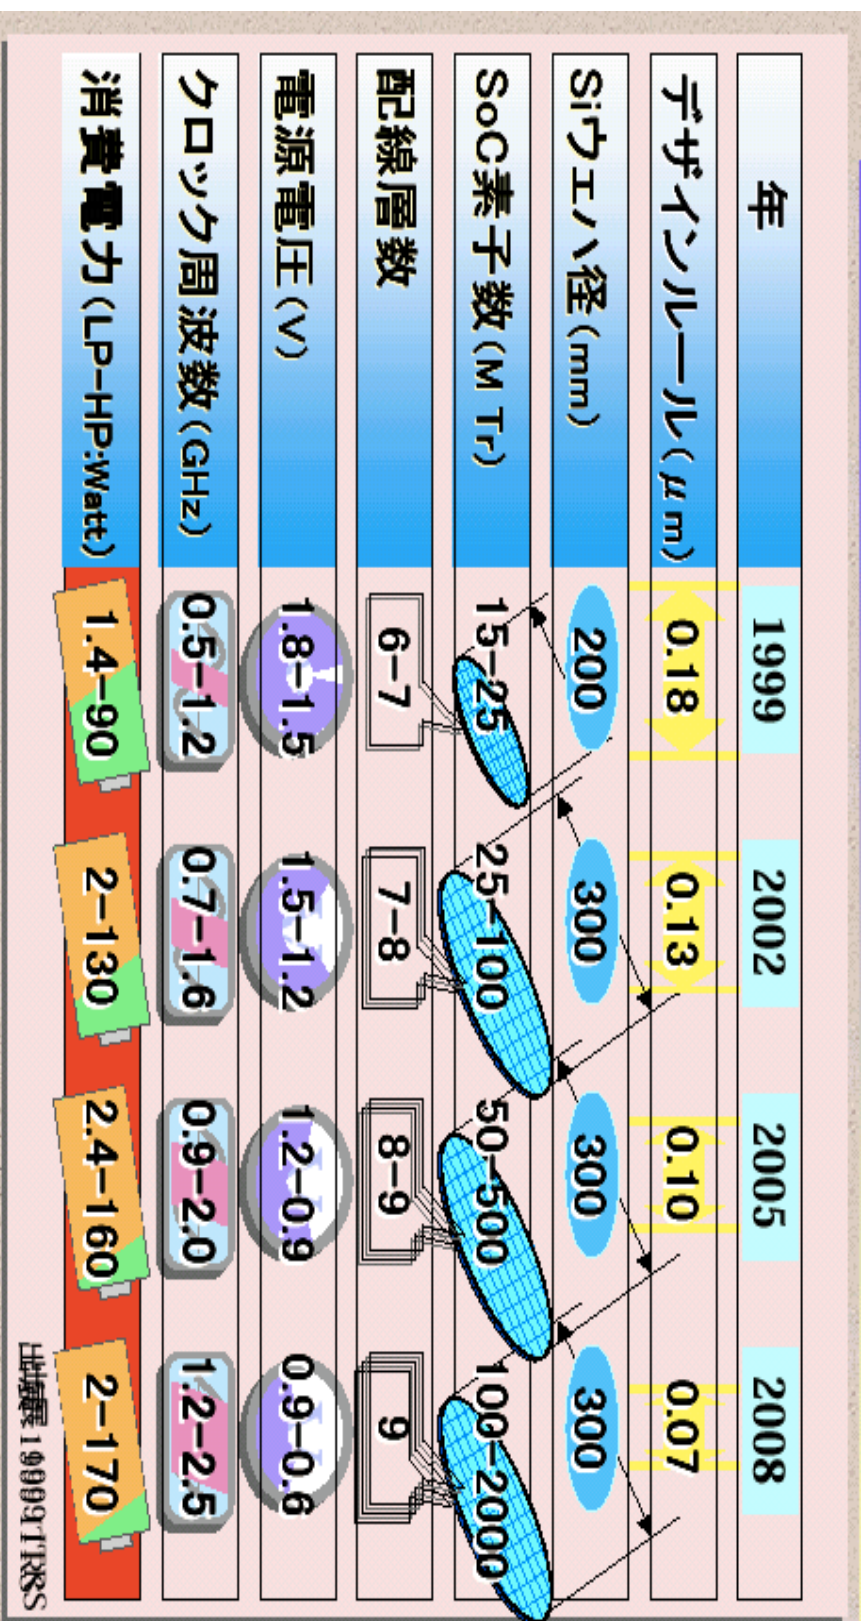 年 1999 2002 2005 2008
デザインルール(μm) 0.18 0.13 0.10 0.07
Siウェハ径(mm) 200 300 300 300
SoC素子数(M Tr) 15-25 25-100 50-500 100-2000
配線層数 6-7 7-8 8-9 9
電源電圧(V) 1.8-1.5 1.5-1.2 1.2-0.9 0.9-0.6
クロック周波数(GHz) 0.5-1.2 0.7-1.6 0.9-2.0 1.2-2.5
消費電力(LP-HP:Watt) 1.4-90 2-130 2.4-160 2-170